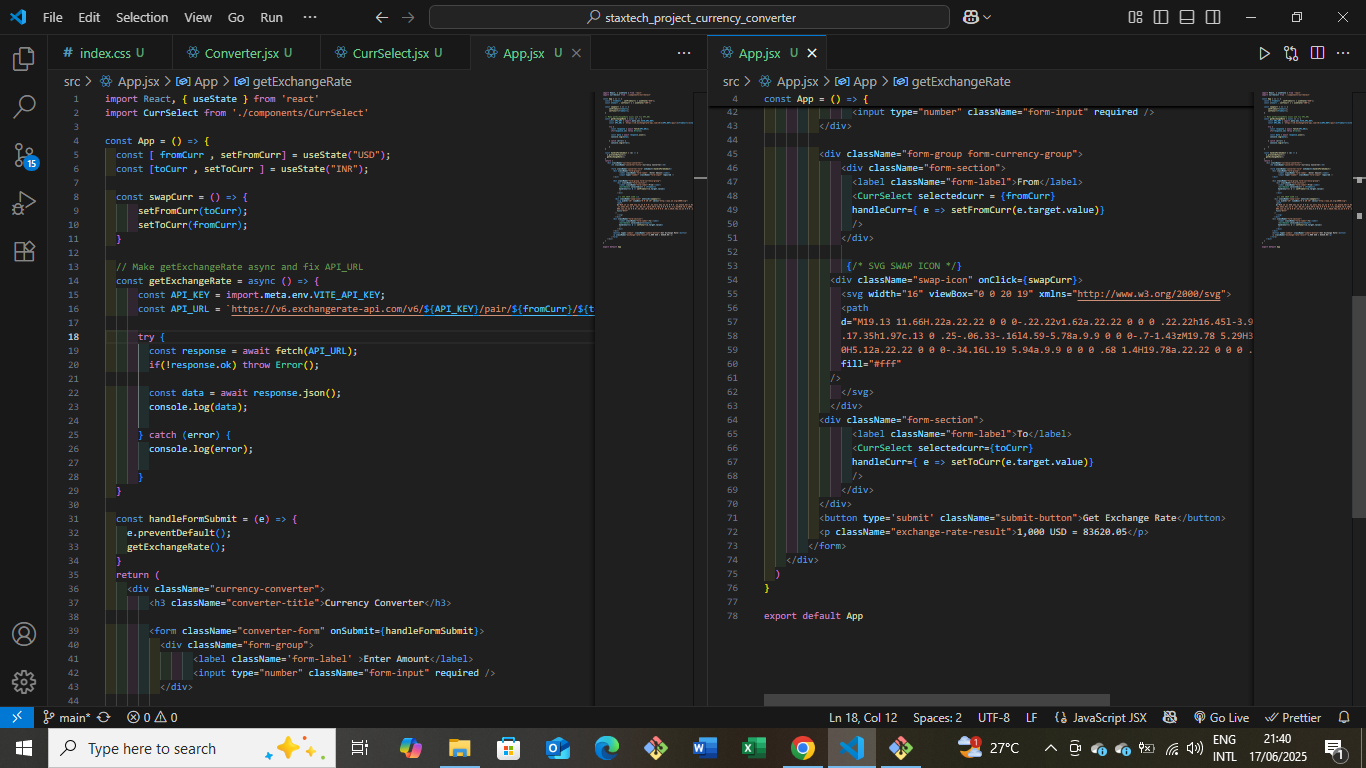 File Edit Selection View Go Run ···
staxtech_project_currency_converter
# index.css U
Converter.jsx U
CurrSelect.jsx U
App.jsx U
src > App.jsx > App > getExchangeRate
1 import React, { useState } from 'react'
2 import CurrSelect from './components/CurrSelect'
3
4 const App = () => {
5 const [ fromCurr , setFromCurr] = useState("USD");
6 const [toCurr , setToCurr ] = useState("INR");
7
8 const swapCurr = () => {
9 setFromCurr(toCurr);
10 setToCurr(fromCurr);
11 }
12
13 // Make getExchangeRate async and fix API_URL
14 const getExchangeRate = async () => {
15 const API_KEY = import.meta.env.VITE_API_KEY;
16 const API_URL = `https://v6.exchangerate-api.com/v6/${API_KEY}/pair/${fromCurr}/${t
17
18 try {
19 const response = await fetch(API_URL);
20 if(!response.ok) throw Error();
21
22 const data = await response.json();
23 console.log(data);
24
25 } catch (error) {
26 console.log(error);
27
28 }
29 }
30
31 const handleFormSubmit = (e) => {
32 e.preventDefault();
33 getExchangeRate();
34 }
35 return (
36 <div className="currency-converter">
37 <h3 className="converter-title">Currency Converter</h3>
38
39 <form className="converter-form" onSubmit={handleFormSubmit}>
40 <div className="form-group">
41 <label className='form-label' >Enter Amount</label>
42 <input type="number" className="form-input" required />
43 </div>
44
App.jsx U
src > App.jsx > App > getExchangeRate
4 const App = () => {
42 <input type="number" className="form-input" required />
43 </div>
44
45 <div className="form-group form-currency-group">
46 <div className="form-section">
47 <label className="form-label">From</label>
48 <CurrSelect selectedcurr = {fromCurr}
49 handleCurr={ e => setFromCurr(e.target.value)}
50 />
51 </div>
52
53 {/* SVG SWAP ICON */}
54 <div className="swap-icon" onClick={swapCurr}>
55 <svg width="16" viewBox="0 0 20 19" xmlns="http://www.w3.org/2000/svg">
56 <path
57 d="M19.13 11.66H.22a.22.22 0 0 0-.22.22v1.62a.22.22 0 0 0 .22.22h16.45l-3.9
58 .17.35h1.97c.13 0 .25-.06.33-.16l4.59-5.78a.9.9 0 0 0-.7-1.43zM19.78 5.29H3
59 0H5.12a.22.22 0 0 0-.34.16L.19 5.94a.9.9 0 0 0 .68 1.4H19.78a.22.22 0 0 0 .
60 fill="#fff"
61 />
62 </svg>
63 </div>
64 <div className="form-section">
65 <label className="form-label">To</label>
66 <CurrSelect selectedcurr={toCurr}
67 handleCurr={ e => setToCurr(e.target.value)}
68 />
69 </div>
70 </div>
71 <button type='submit' className="submit-button">Get Exchange Rate</button>
72 <p className="exchange-rate-result">1,000 USD = 83620.05</p>
73 </form>
74 </div>
75 )
76 }
77
78 export default App
15
main* 0 0
Ln 18, Col 12 Spaces: 2 UTF-8 LF {} JavaScript JSX Go Live Prettier
Type here to search
1
27°C
ENG
INTL
21:40
17/06/2025
1